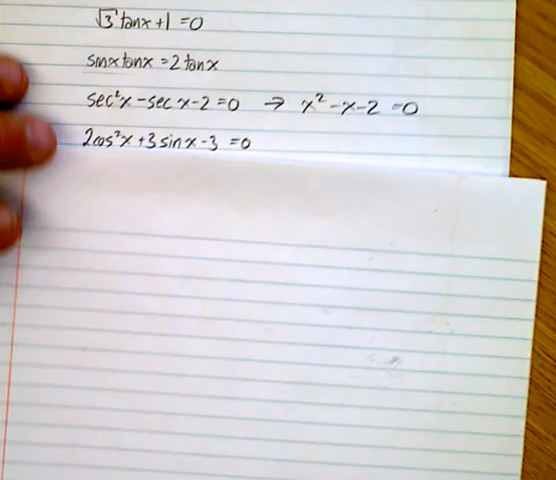 √3 tanx + 1 = 0
sinx tanx = 2 tanx
sec²x - sec x - 2 = 0 → x² - x - 2 = 0
2cos²x + 3 sinx - 3 = 0